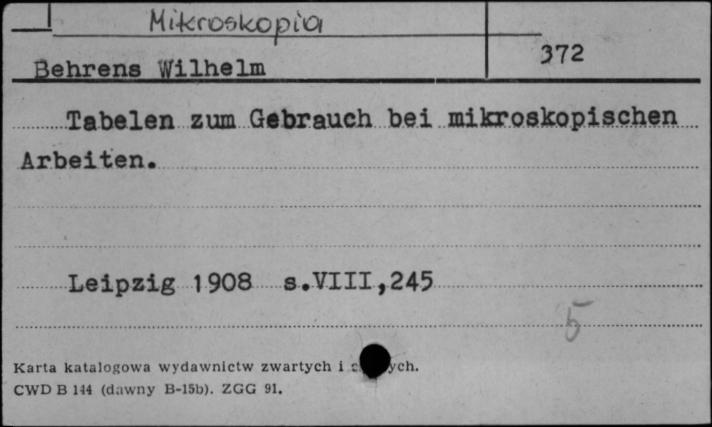 Mikroskopia
372
Behrens Wilhelm
Tabelen zum Gebrauch bei mikroskopischen
Arbeiten.
Leipzig 1908 s.VIII,245
5
Karta katalogowa wydawnictw zwartych i
CWD B 144 (dawny B-15b). ZGG 91.